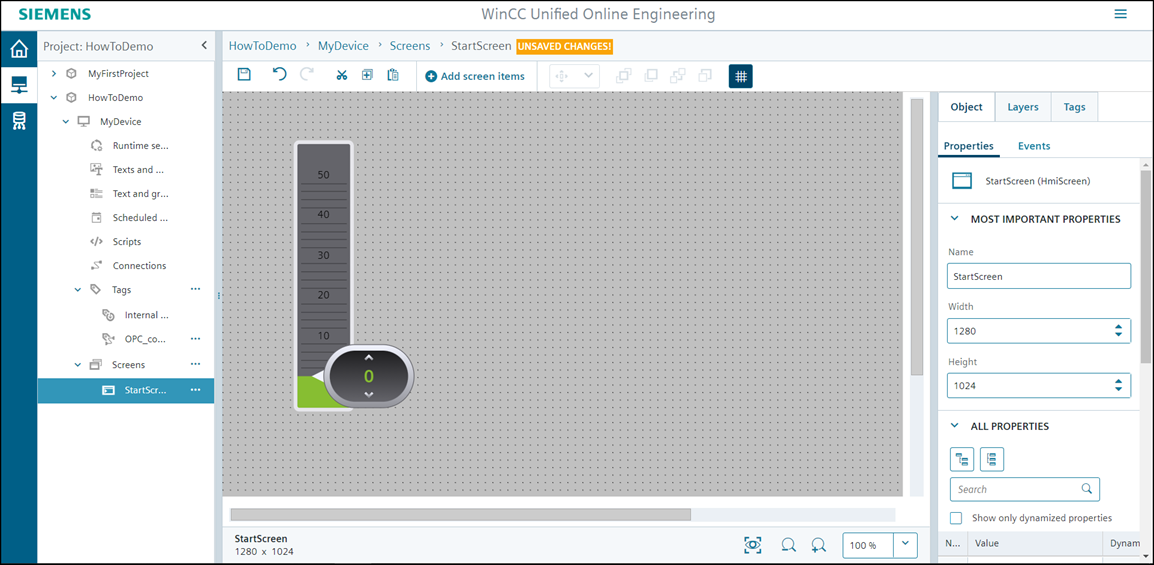 SIEMENS
WinCC Unified Online Engineering
Project: HowToDemo
HowToDemo > MyDevice > Screens > StartScreen UNSAVED CHANGES!
MyFirstProject
HowToDemo
MyDevice
Runtime se...
Texts and ...
Text and gr...
Scheduled ...
Scripts
Connections
Tags ...
Internal ...
OPC_co... ...
Screens ...
StartScr... ...
Add screen items
50
40
30
20
10
0
StartScreen
1280 x 1024
100 %
Object Layers Tags
Properties Events
StartScreen (HmiScreen)
MOST IMPORTANT PROPERTIES
Name
StartScreen
Width
1280
Height
1024
ALL PROPERTIES
Search
Show only dynamized properties
N... Value Dynam